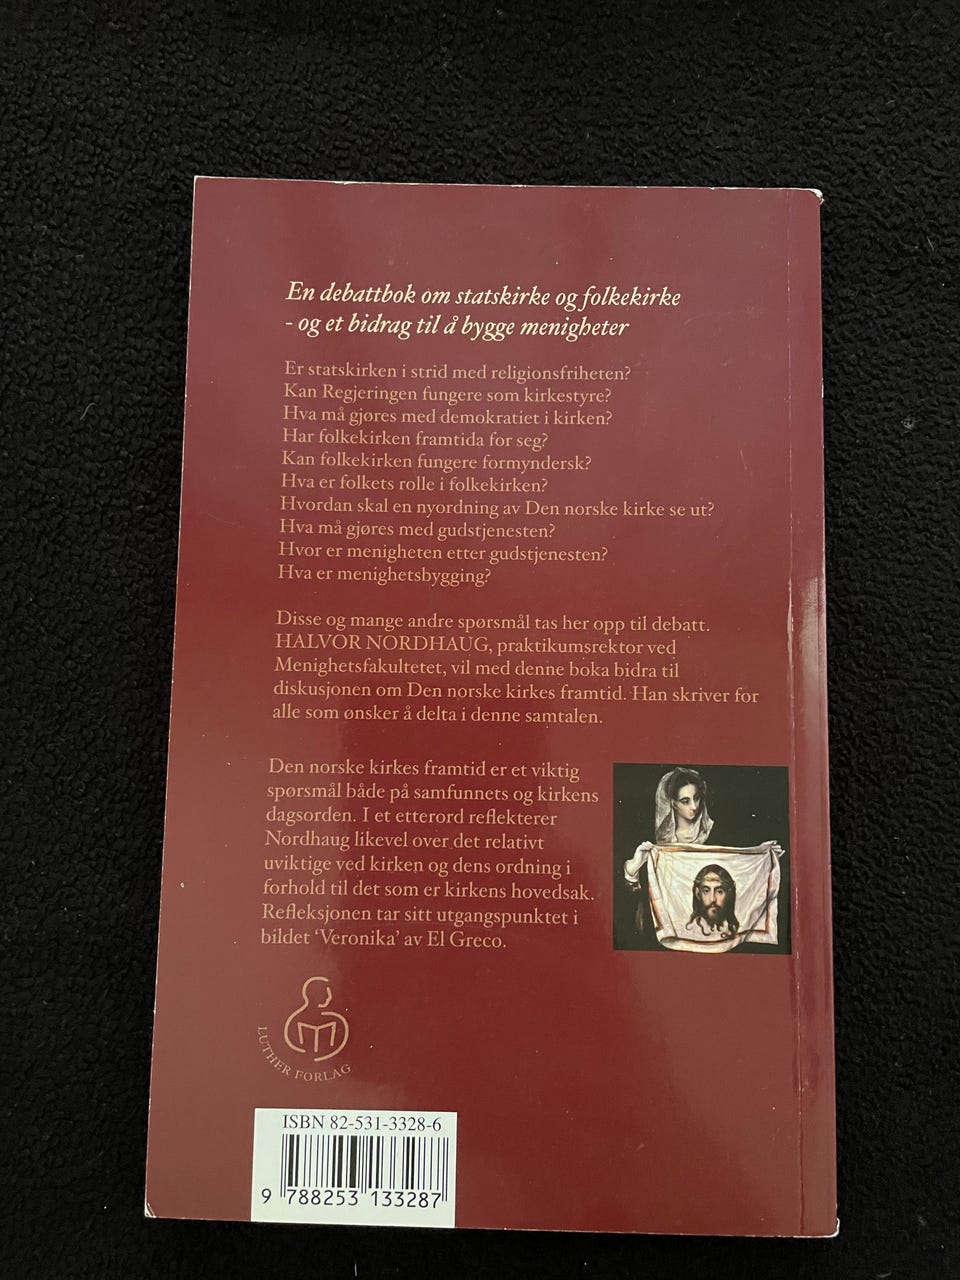 En debattbok om statskirke og folkekirke
- og et bidrag til å bygge menigheter
Er statskirken i strid med religionsfriheten?
Kan Regjeringen fungere som kirkestyre?
Hva må gjøres med demokratiet i kirken?
Har folkekirken framtida for seg?
Kan folkekirken fungere formyndersk?
Hva er folkets rolle i folkekirken?
Hvordan skal en nyordning av Den norske kirke se ut?
Hva må gjøres med gudstjenesten?
Hvor er menigheten etter gudstjenesten?
Hva er menighetsbygging?
Disse og mange andre spørsmål tas her opp til debatt.
HALVOR NORDHAUG, praktikumsrektor ved
Menighetsfakultetet, vil med denne boka bidra til
diskusjonen om Den norske kirkes framtid. Han skriver for
alle som ønsker å delta i denne samtalen.
Den norske kirkes framtid er et viktig
spørsmål både på samfunnets og kirkens
dagsorden. I et etterord reflekterer
Nordhaug likevel over det relativt
uviktige ved kirken og dens ordning i
forhold til det som er kirkens hovedsak.
Refleksjonen tar sitt utgangspunktet i
bildet ‘Veronika’ av El Greco.
LUTHER FORLAG
ISBN 82-531-3328-6
9 788253 133287